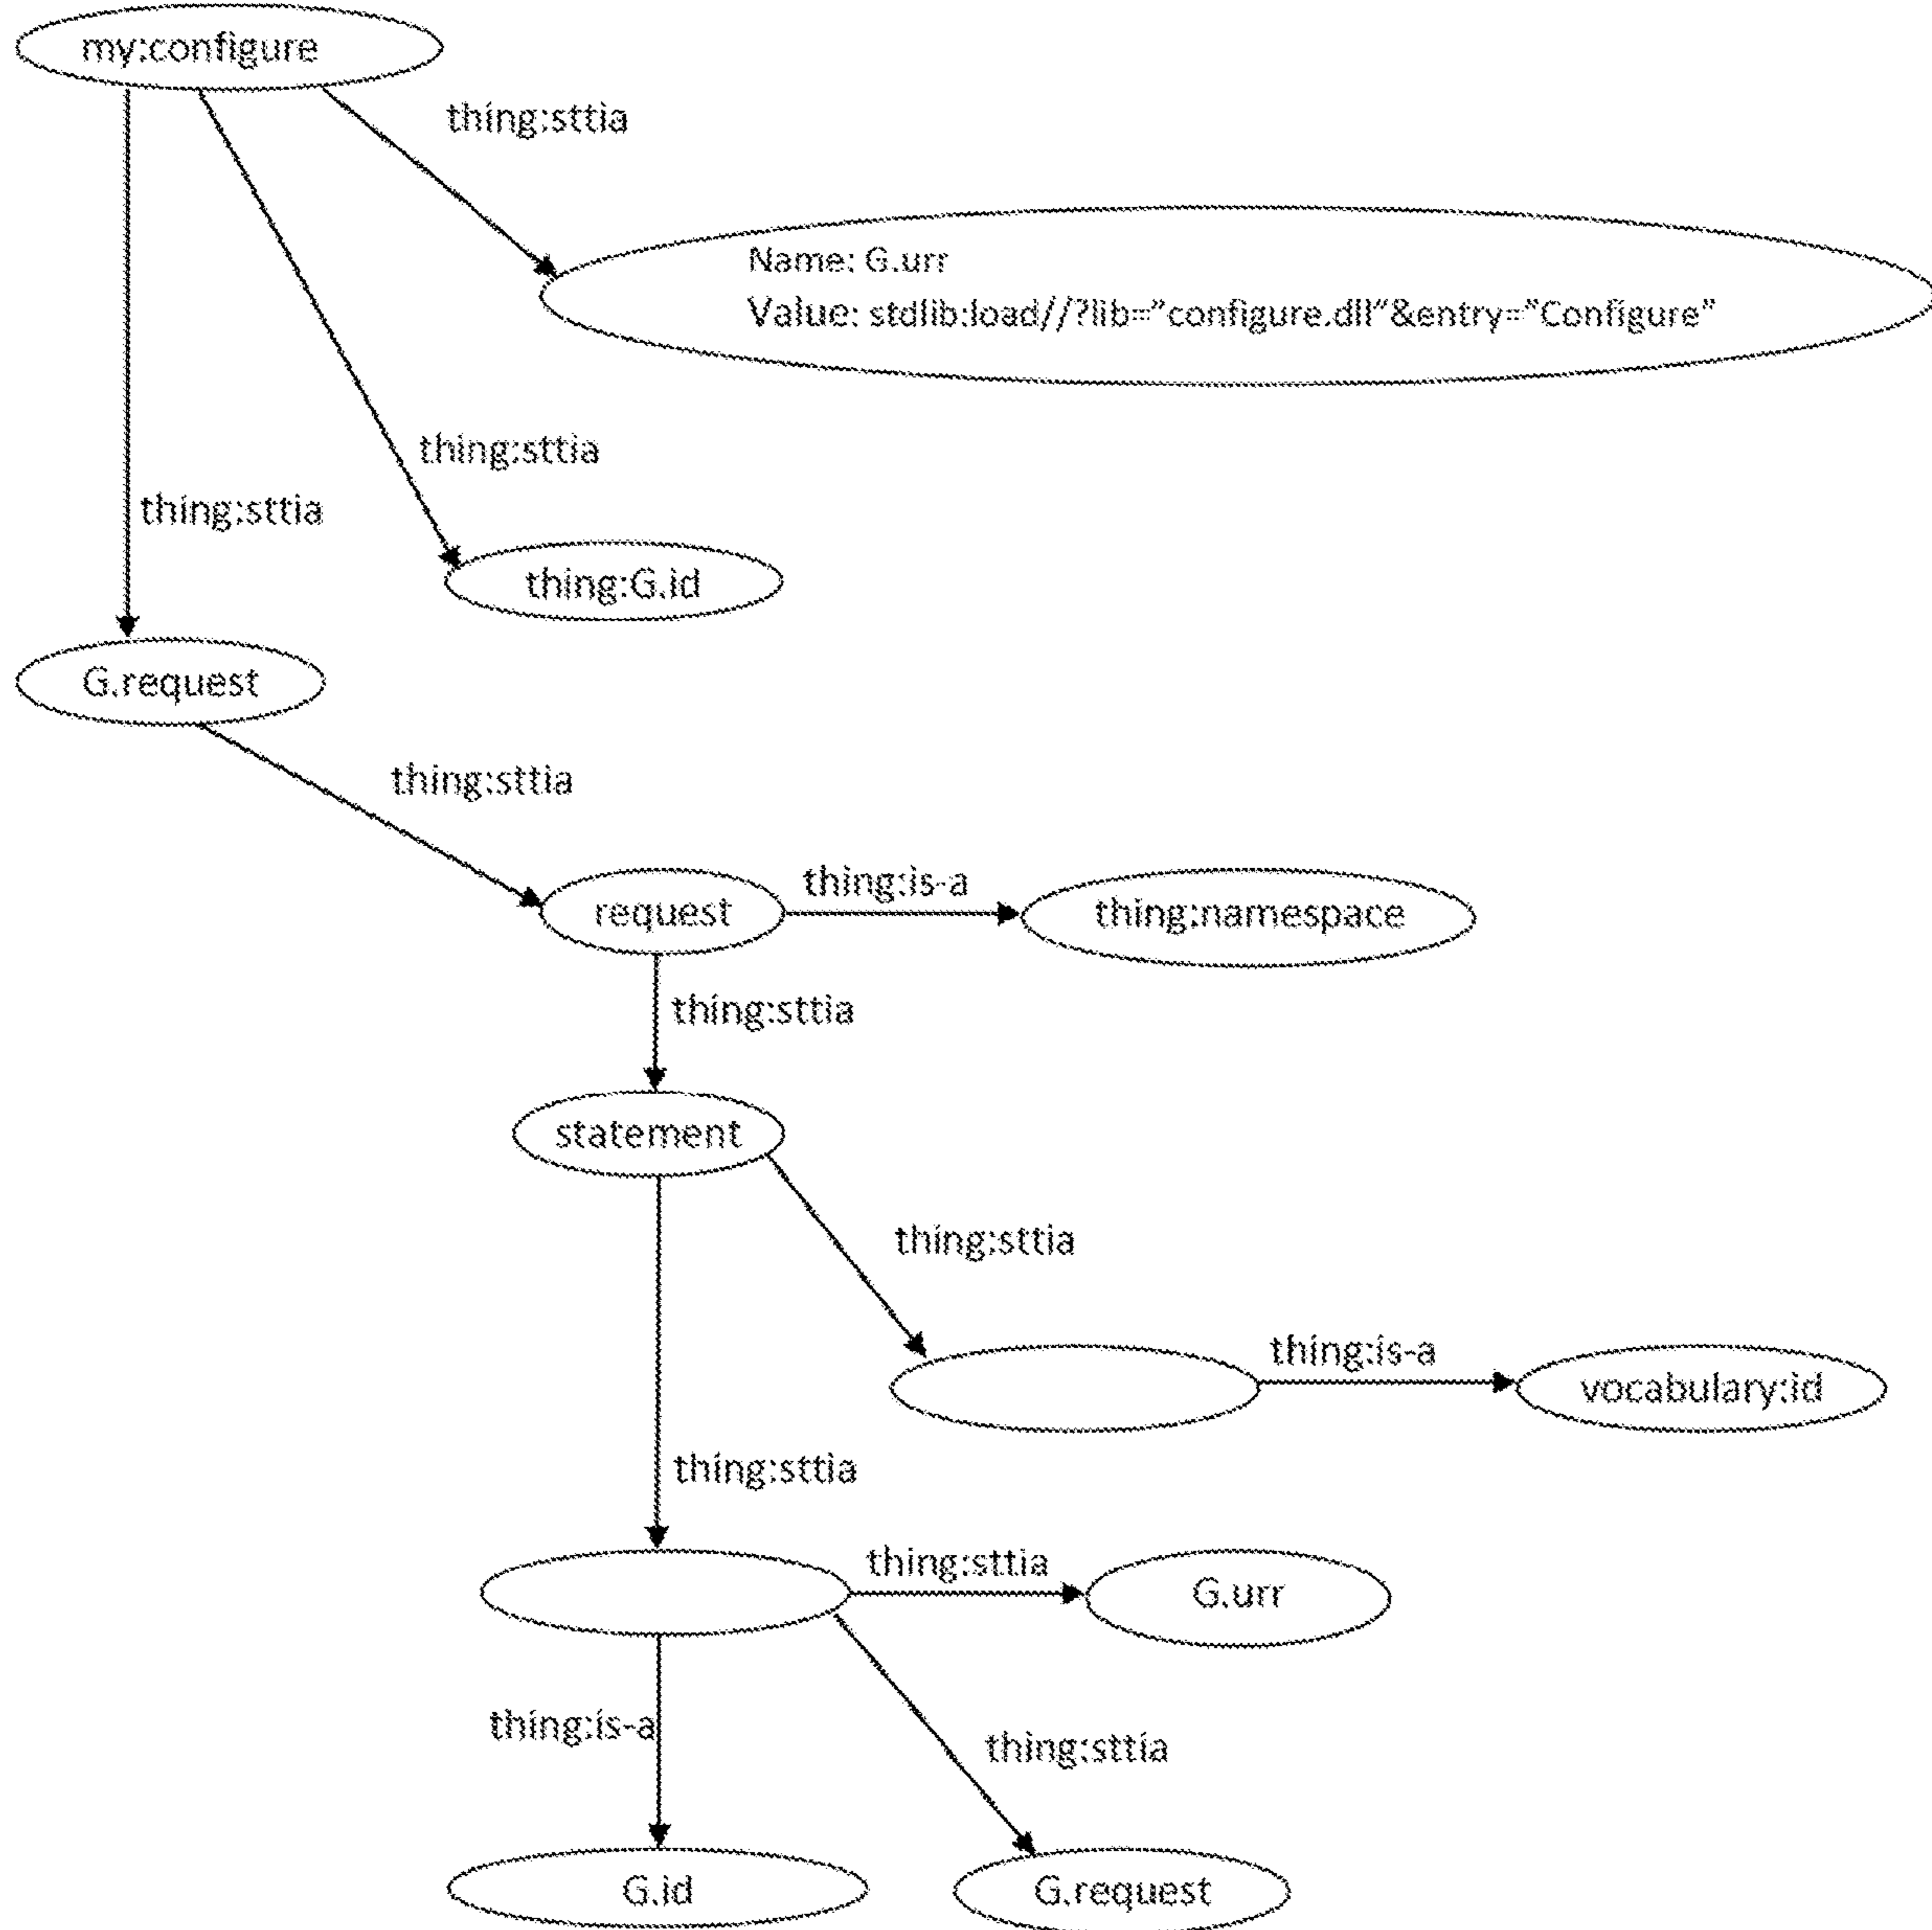 my:configure
thing:sttia
Name: G.urr
Value: stdlib:load//?lib="configure.dll"&entry="Configure"
thing:sttia
thing:sttia
thing:G.id
G.request
thing:sttia
thing:is-a
request
thing:namespace
thing:sttia
statement
thing:sttia
thing:is-a
vocabulary:id
thing:sttia
thing:sttia
G.urr
thing:is-a
thing:sttia
G.id
G.request